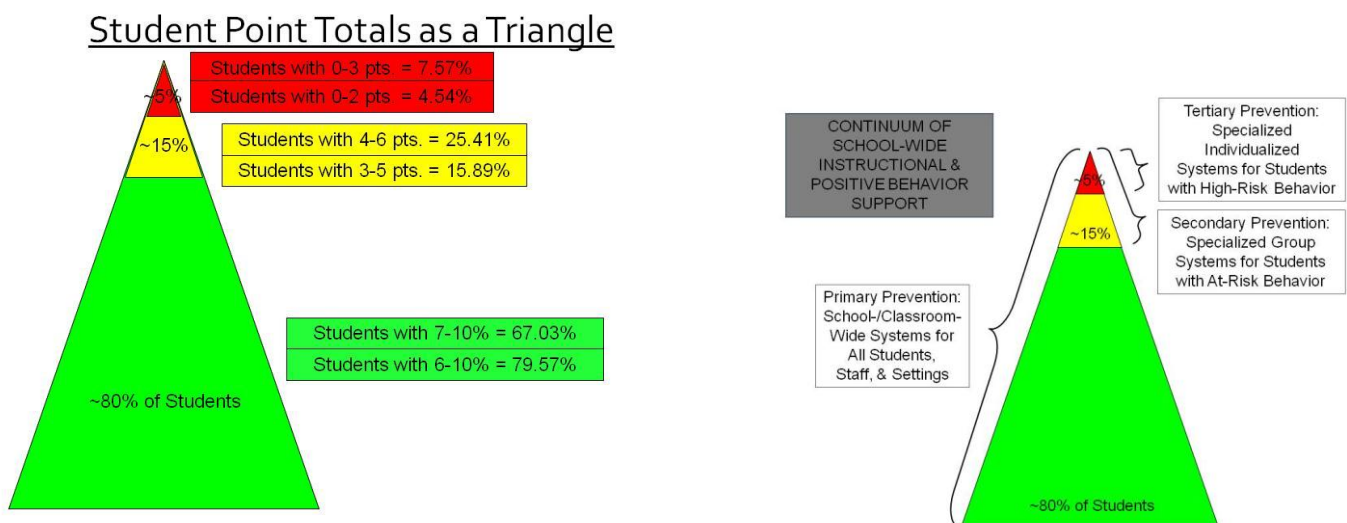 Student Point Totals as a Triangle
Students with 0-3 pts. = 7.57%
Students with 0-2 pts. = 4.54%
~5%
Students with 4-6 pts. = 25.41%
Students with 3-5 pts. = 15.89%
~15%
Students with 7-10% = 67.03%
Students with 6-10% = 79.57%
~80% of Students
CONTINUUM OF
SCHOOL-WIDE
INSTRUCTIONAL &
POSITIVE BEHAVIOR
SUPPORT
Tertiary Prevention:
Specialized
Individualized
Systems for Students
with High-Risk Behavior
~5%
~15%
Secondary Prevention:
Specialized Group
Systems for Students
with At-Risk Behavior
Primary Prevention:
School-/Classroom-
Wide Systems for
All Students,
Staff, & Settings
~80% of Students